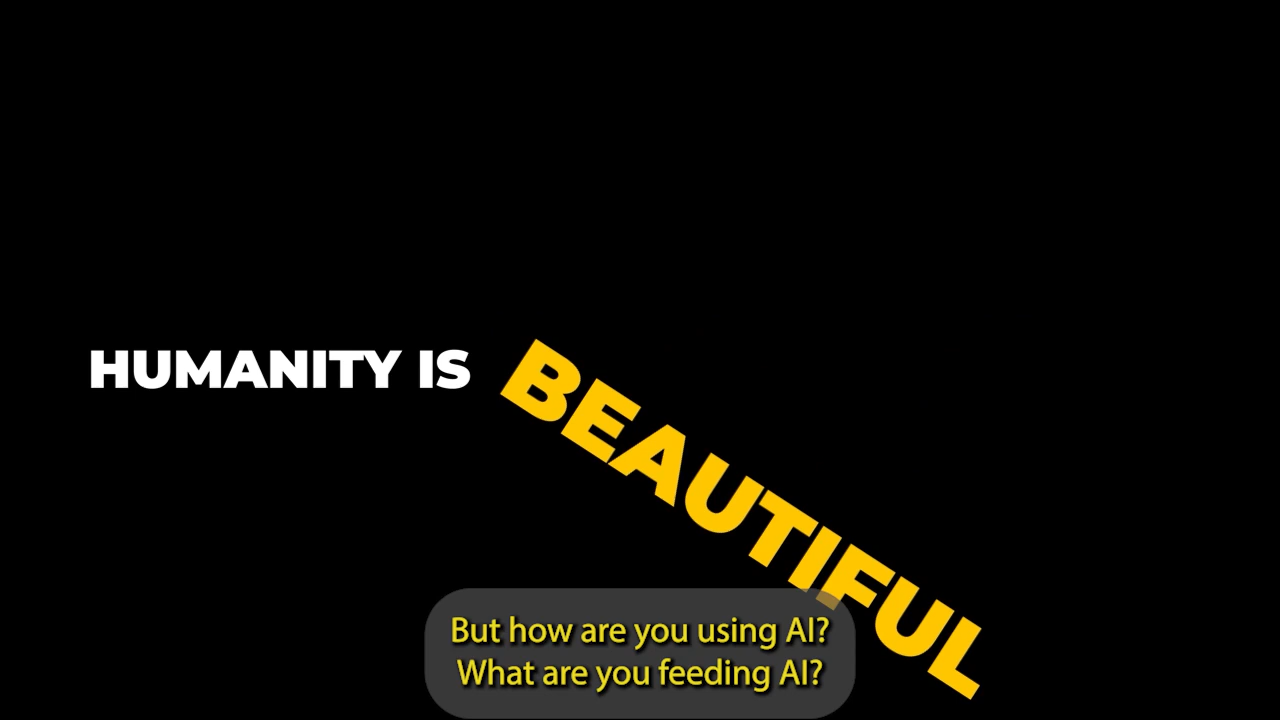 HUMANITY IS BEAUTIFUL
But how are you using AI?
What are you feeding AI?